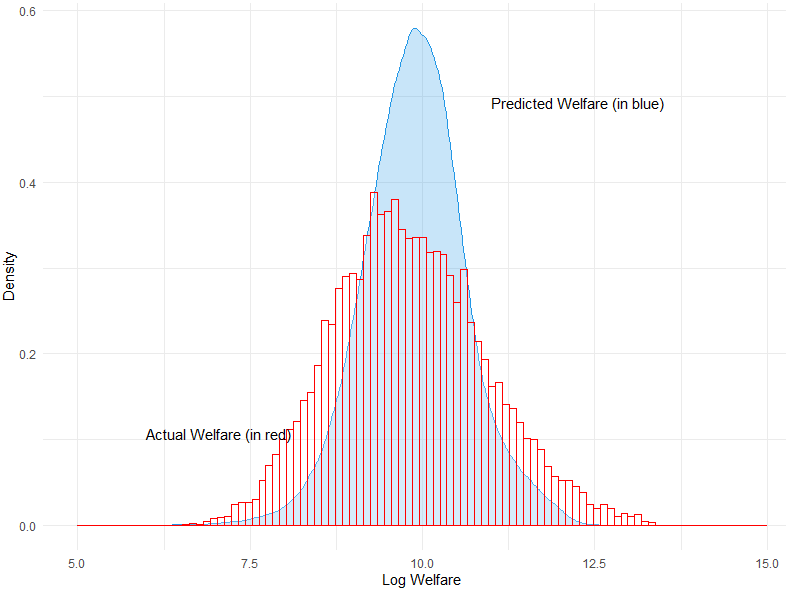 0.6
Predicted Welfare (in blue)
0.4
Density
0.2
Actual Welfare (in red)
0.0
5.0 7.5 10.0 12.5 15.0
Log Welfare